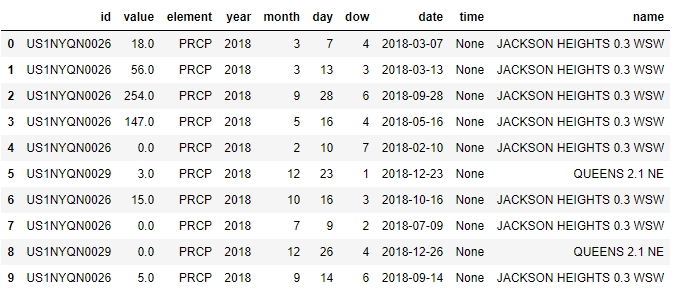 id value element year month day dow date time name
0 US1NYQN0026 18.0 PRCP 2018 3 7 4 2018-03-07 None JACKSON HEIGHTS 0.3 WSW
1 US1NYQN0026 56.0 PRCP 2018 3 13 3 2018-03-13 None JACKSON HEIGHTS 0.3 WSW
2 US1NYQN0026 254.0 PRCP 2018 9 28 6 2018-09-28 None JACKSON HEIGHTS 0.3 WSW
3 US1NYQN0026 147.0 PRCP 2018 5 16 4 2018-05-16 None JACKSON HEIGHTS 0.3 WSW
4 US1NYQN0026 0.0 PRCP 2018 2 10 7 2018-02-10 None JACKSON HEIGHTS 0.3 WSW
5 US1NYQN0029 3.0 PRCP 2018 12 23 1 2018-12-23 None QUEENS 2.1 NE
6 US1NYQN0026 15.0 PRCP 2018 10 16 3 2018-10-16 None JACKSON HEIGHTS 0.3 WSW
7 US1NYQN0026 0.0 PRCP 2018 7 9 2 2018-07-09 None JACKSON HEIGHTS 0.3 WSW
8 US1NYQN0029 0.0 PRCP 2018 12 26 4 2018-12-26 None QUEENS 2.1 NE
9 US1NYQN0026 5.0 PRCP 2018 9 14 6 2018-09-14 None JACKSON HEIGHTS 0.3 WSW